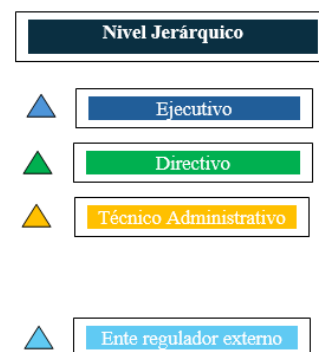 Nivel Jerárquico
Ejecutivo
Directivo
Técnico Administrativo
Ente regulador externo